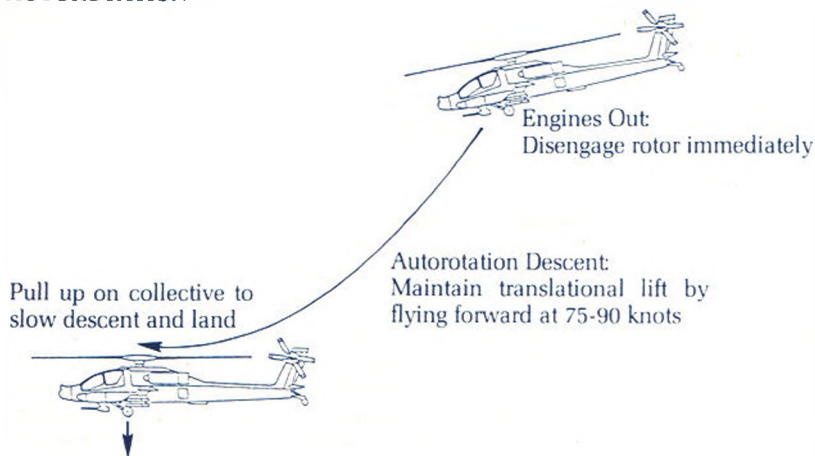 Engines Out:
Disengage rotor immediately
Autorotation Descent:
Maintain translational lift by
flying forward at 75-90 knots
Pull up on collective to
slow descent and land